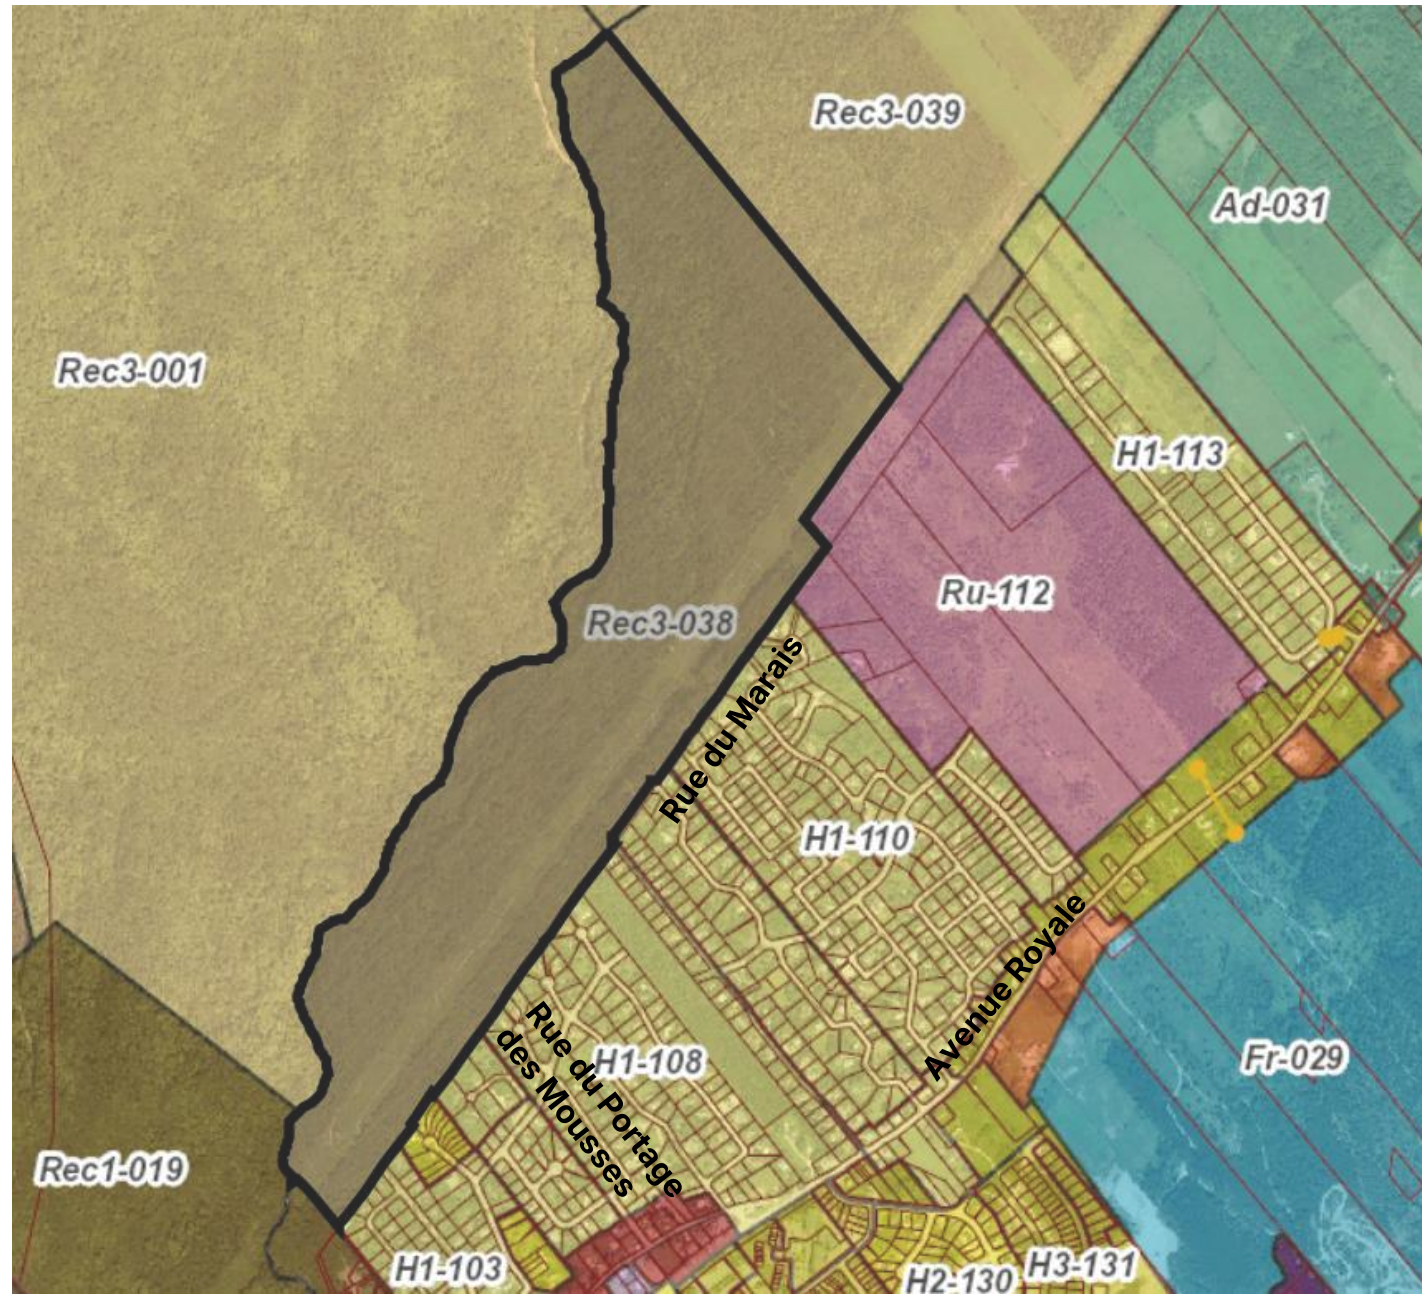 Rec3-039
Ad-031
Rec3-001
H1-113
Ru-112
Rec3-038
Rue du Marais
H1-110
Avenue Royale
Rue du Portage
des Mousses
H1-108
Fr-029
Rec1-019
H1-103
H2-130
H3-131